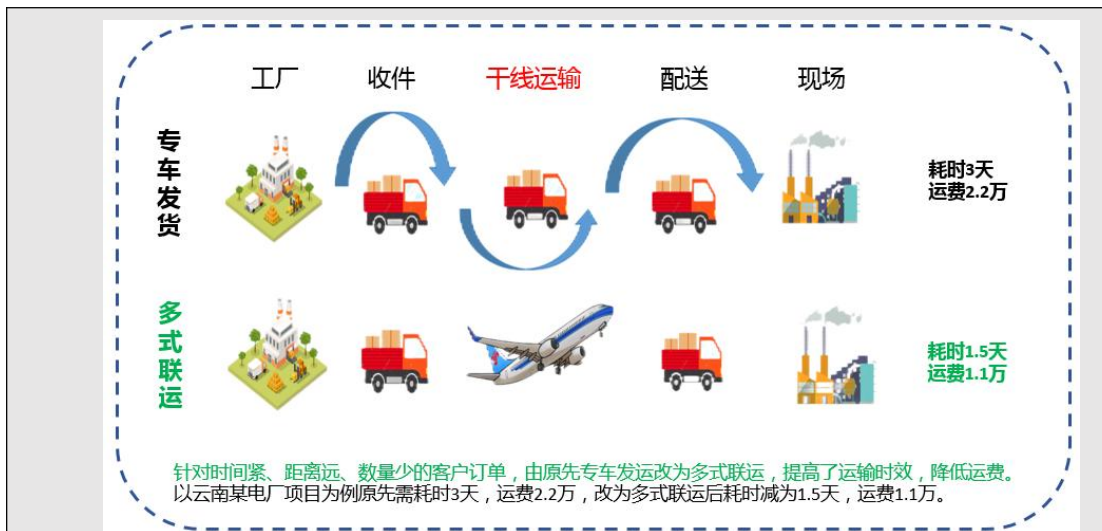 工厂
收件
干线运输
配送
现场
专车发货
耗时3天
运费2.2万
多式联运
耗时1.5天
运费1.1万
针对时间紧、距离远、数量少的客户订单，由原先专车发运改为多式联运，提高了运输时效，降低运费。
以云南某电厂项目为例原先需耗时3天，运费2.2万，改为多式联运后耗时减为1.5天，运费1.1万。